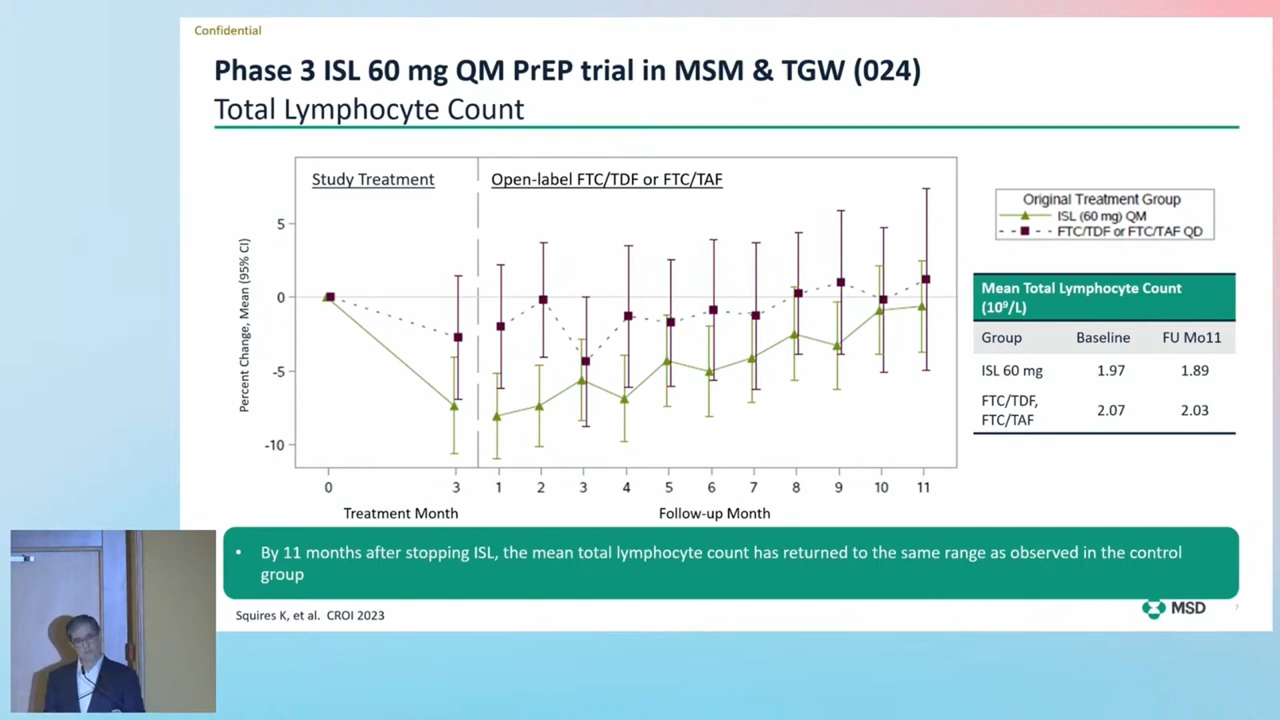 Confidential
Phase 3 ISL 60 mg QM PrEP trial in MSM & TGW (024)
Total Lymphocyte Count
Study Treatment
Open-label FTC/TDF or FTC/TAF
Percent Change, Mean (95% CI)
5
0
-5
-10
0 3 1 2 3 4 5 6 7 8 9 10 11
Treatment Month
Follow-up Month
Original Treatment Group
ISL (60 mg) QM
FTC/TDF or FTC/TAF QD
Mean Total Lymphocyte Count
(10⁹/L)
Group Baseline FU Mo11
ISL 60 mg 1.97 1.89
FTC/TDF,
FTC/TAF 2.07 2.03
• By 11 months after stopping ISL, the mean total lymphocyte count has returned to the same range as observed in the control
group
Squires K, et al. CROI 2023
MSD
7